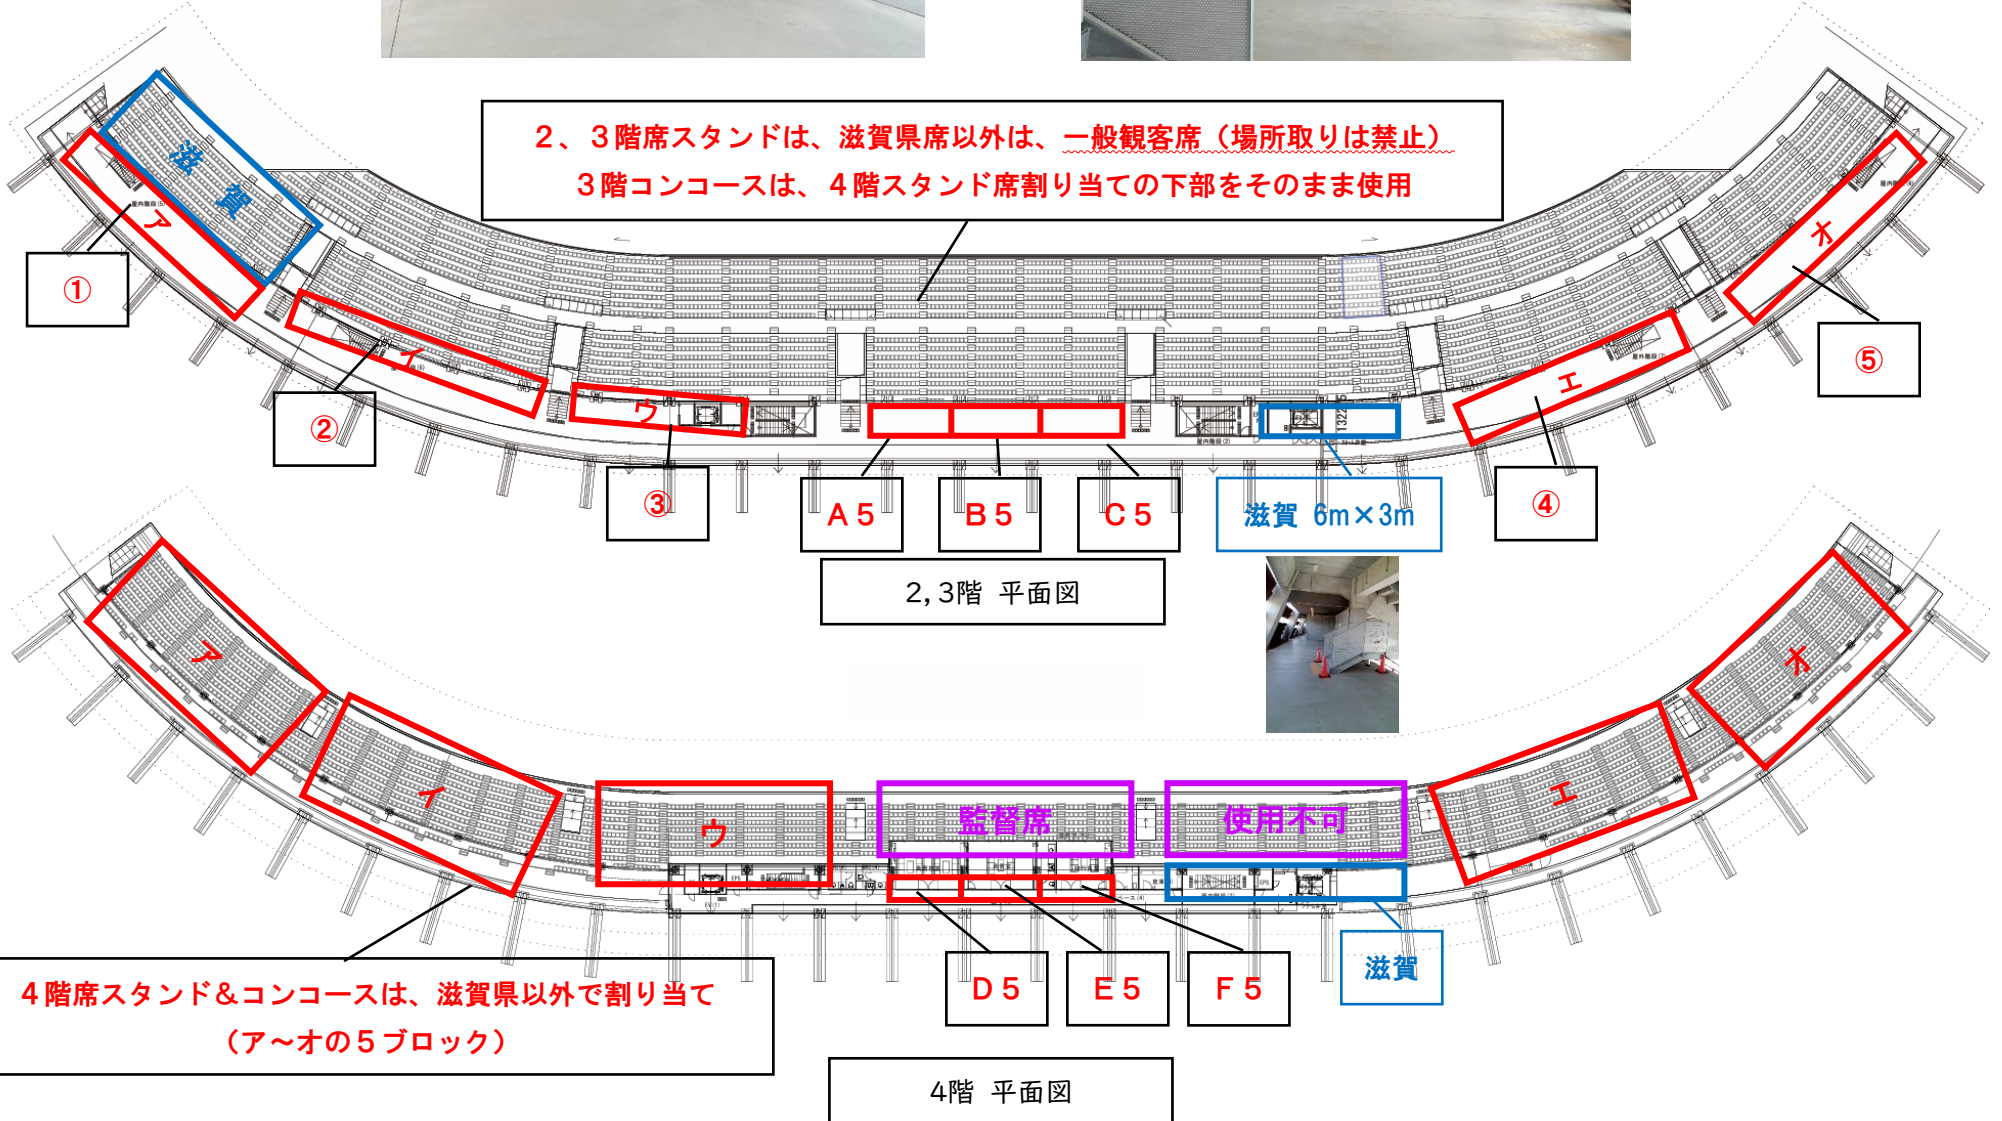 2、3階席スタンドは、滋賀県席以外は、一般観客席（場所取りは禁止）
3階コンコースは、4階スタンド席割り当ての下部をそのまま使用
滋賀
ア
イ
ウ
エ
オ
①
②
③
A5
B5
C5
滋賀 6m×3m
④
⑤
2,3階 平面図
ア
イ
ウ
監督席
使用不可
エ
オ
D5
E5
F5
滋賀
4階席スタンド&コンコースは、滋賀県以外で割り当て
（ア～オの5ブロック）
4階 平面図